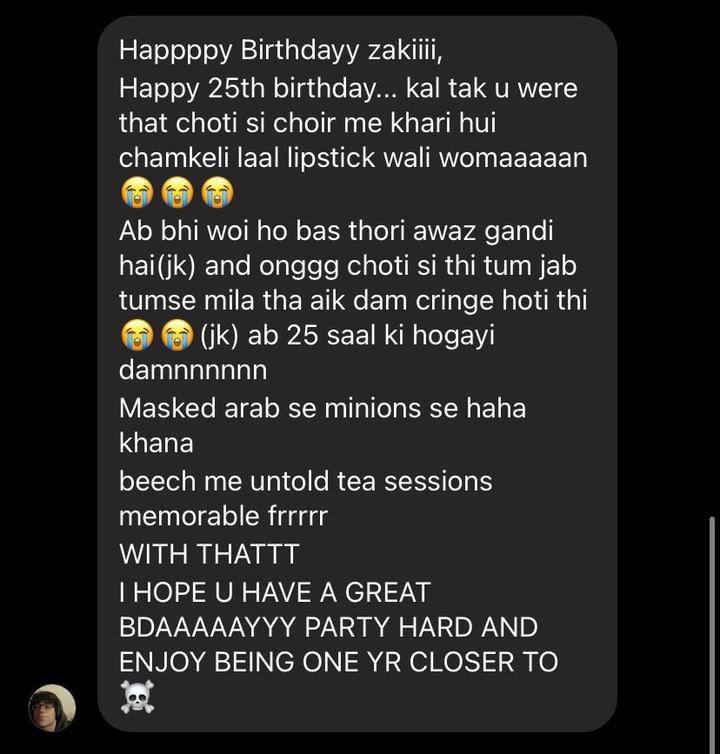 Happppy Birthdayy zakiiii,
Happy 25th birthday... kal tak u were
that choti si choir me khari hui
chamkeli laal lipstick wali womaaaaan
😭😭😭
Ab bhi woi ho bas thori awaz gandi
hai(jk) and onggg choti si thi tum jab
tumse mila tha aik dam cringe hoti thi
😭😭(jk) ab 25 saal ki hogayi
damnnnnnn
Masked arab se minions se haha
khana
beech me untold tea sessions
memorable frrrrr
WITH THATTT
I HOPE U HAVE A GREAT
BDAAAAAYYY PARTY HARD AND
ENJOY BEING ONE YR CLOSER TO
☠️